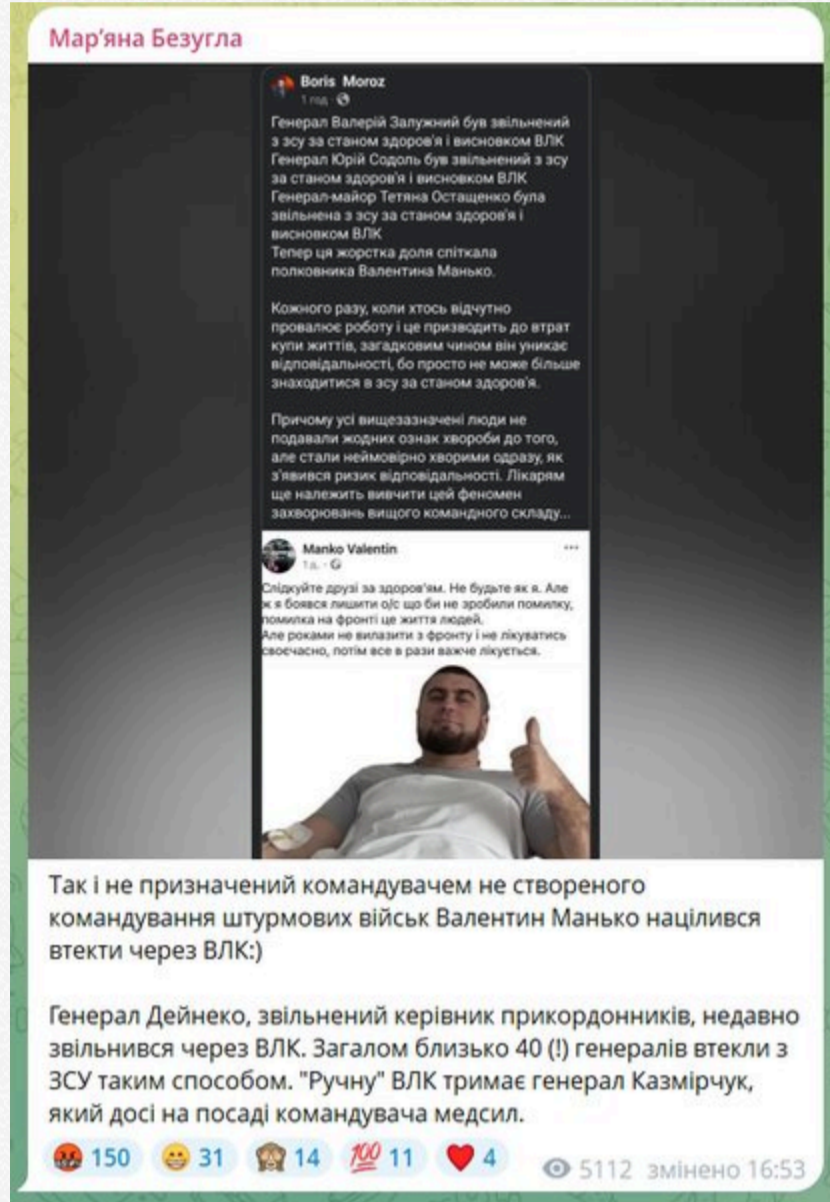 Мар'яна Безугла
Boris Moroz
1 год ·
Генерал Валерій Залужний був звільнений
з зсу за станом здоров'я і висновком ВЛК
Генерал Юрій Содоль був звільнений з зсу
за станом здоров'я і висновком ВЛК
Генерал-майор Тетяна Остащенко була
звільнена з зсу за станом здоров'я і
висновком ВЛК
Тепер ця жорстка доля спіткала
полковника Валентина Манько.
Кожного разу, коли хтось відчутно
провалює роботу і це призводить до втрат
купи життів, загадковим чином він уникає
відповідальності, бо просто не може більше
знаходитися в зсу за станом здоров'я.
Причому усі вищезазначені люди не
подавали жодних ознак хвороби до того,
але стали неймовірно хворими одразу, як
з'явився ризик відповідальності. Лікарям
ще належить вивчити цей феномен
захворювань вищого командного складу...
Manko Valentin
1 д. ·
Слідкуйте друзі за здоров'ям. Не будьте як я. Але
ж я боявся лишити о/с що би не зробили помилку,
помилка на фронті це життя людей.
Але роками не вилазити з фронту і не лікуватись
своєчасно, потім все в рази важче лікується.
Так і не призначений командувачем не створеного
командування штурмових військ Валентин Манько націлився
втекти через ВЛК:)
Генерал Дейнеко, звільнений керівник прикордонників, недавно
звільнився через ВЛК. Загалом близько 40 (!) генералів втекли з
ЗСУ таким способом. "Ручну" ВЛК тримає генерал Казмірчук,
який досі на посаді командувача медсил.
150 31 14 100 11 4 5112 змінено 16:53